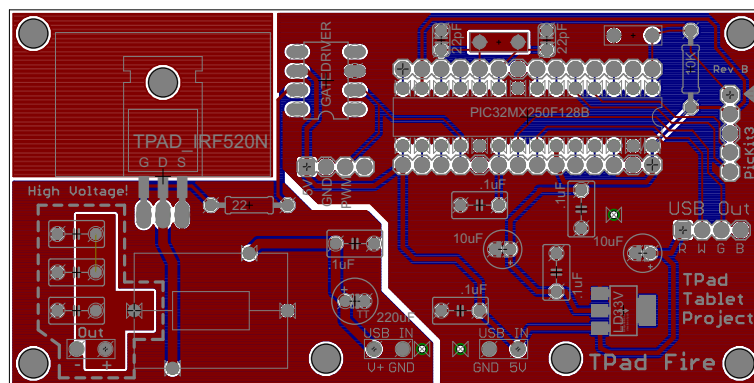 22pF
22pF
10K
Rev B
GATEDRIVER
PIC32MX250F128B
PicKit3
TPAD_IRF520N
G D S
5V
GND
PWM
High Voltage!
22
.1uF
.1uF
USB Out
R W G B
10uF
10uF
.1uF
.1uF
220uF
.1uF
LD33V
TPad
Tablet
Project
Out
- +
USB IN
V+ GND
USB IN
GND 5V
TPad Fire